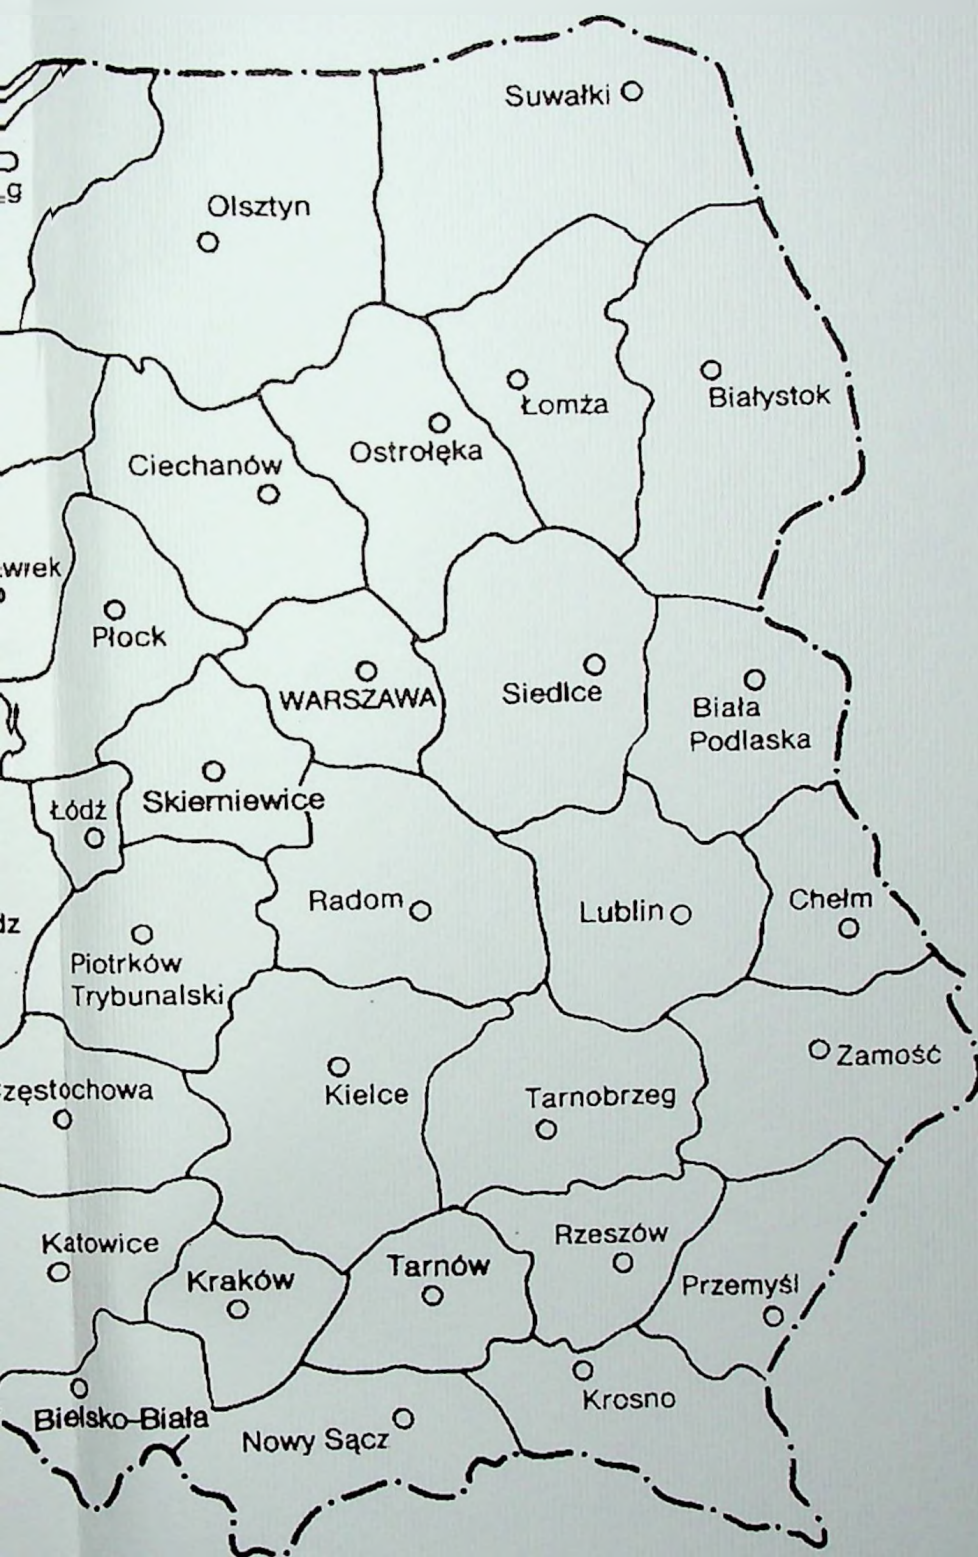 Suwałki
Olsztyn
Łomża
Białystok
Ostrołęka
Ciechanów
Płock
WARSZAWA
Siedlce
Biała
Podlaska
Łódź
Skierniewice
Radom
Lublin
Chełm
Piotrków
Trybunalski
Zamość
Kielce
zęstochowa
Tarnobrzeg
Katowice
Rzeszów
Kraków
Tarnów
Przemyśl
Krosno
Bielsko-Biała
Nowy Sącz